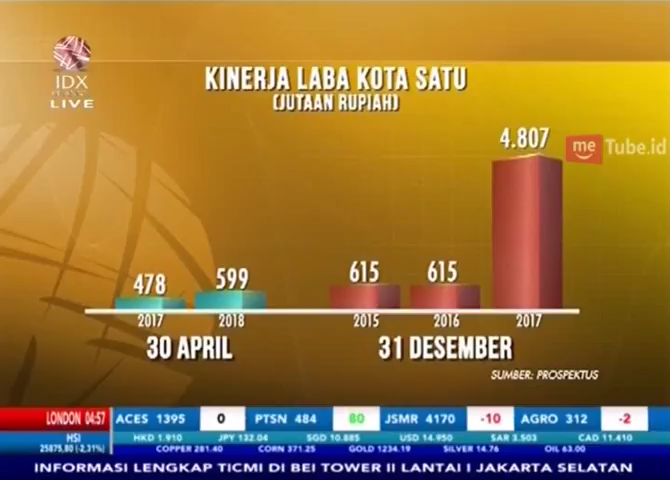 IDX
LIVE
KINERJA LABA KOTA SATU
(JUTAAN RUPIAH)
me Tube.id
4.807
478
599
615
615
2017
2018
2015
2016
2017
30 APRIL
31 DESEMBER
SUMBER: PROSPEKTUS
LONDON 04:57 ACES 1395 0 PTSN 484 80 JSMR 4170 -10 AGRO 312 -2
HSI HKD 1.910 JPY 132.04 SGD 10.885 USD 14.950 SAR 3.503 CAD 11.410
25875,80 (-2,31%) COPPER 281.40 CORN 371.25 GOLD 1234.19 SILVER 14.76 OIL 63.00
INFORMASI LENGKAP TICMI DI BEI TOWER II LANTAI I JAKARTA SELATAN